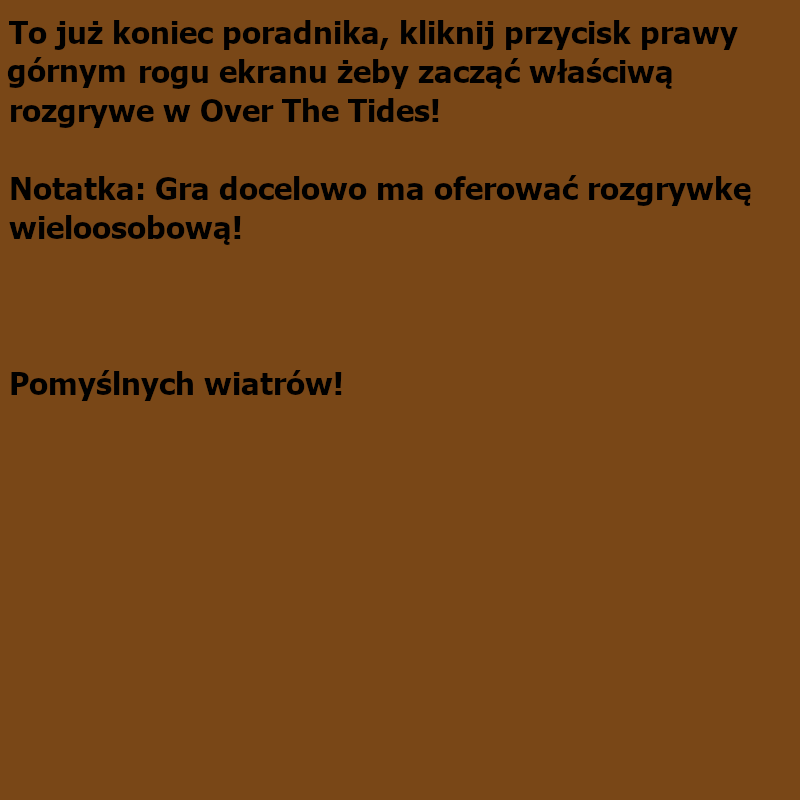 To już koniec poradnika, kliknij przycisk prawy
górnym rogu ekranu żeby zacząć właściwą
rozgrywe w Over The Tides!
Notatka: Gra docelowo ma oferować rozgrywkę
wieloosobową!
Pomyślnych wiatrów!